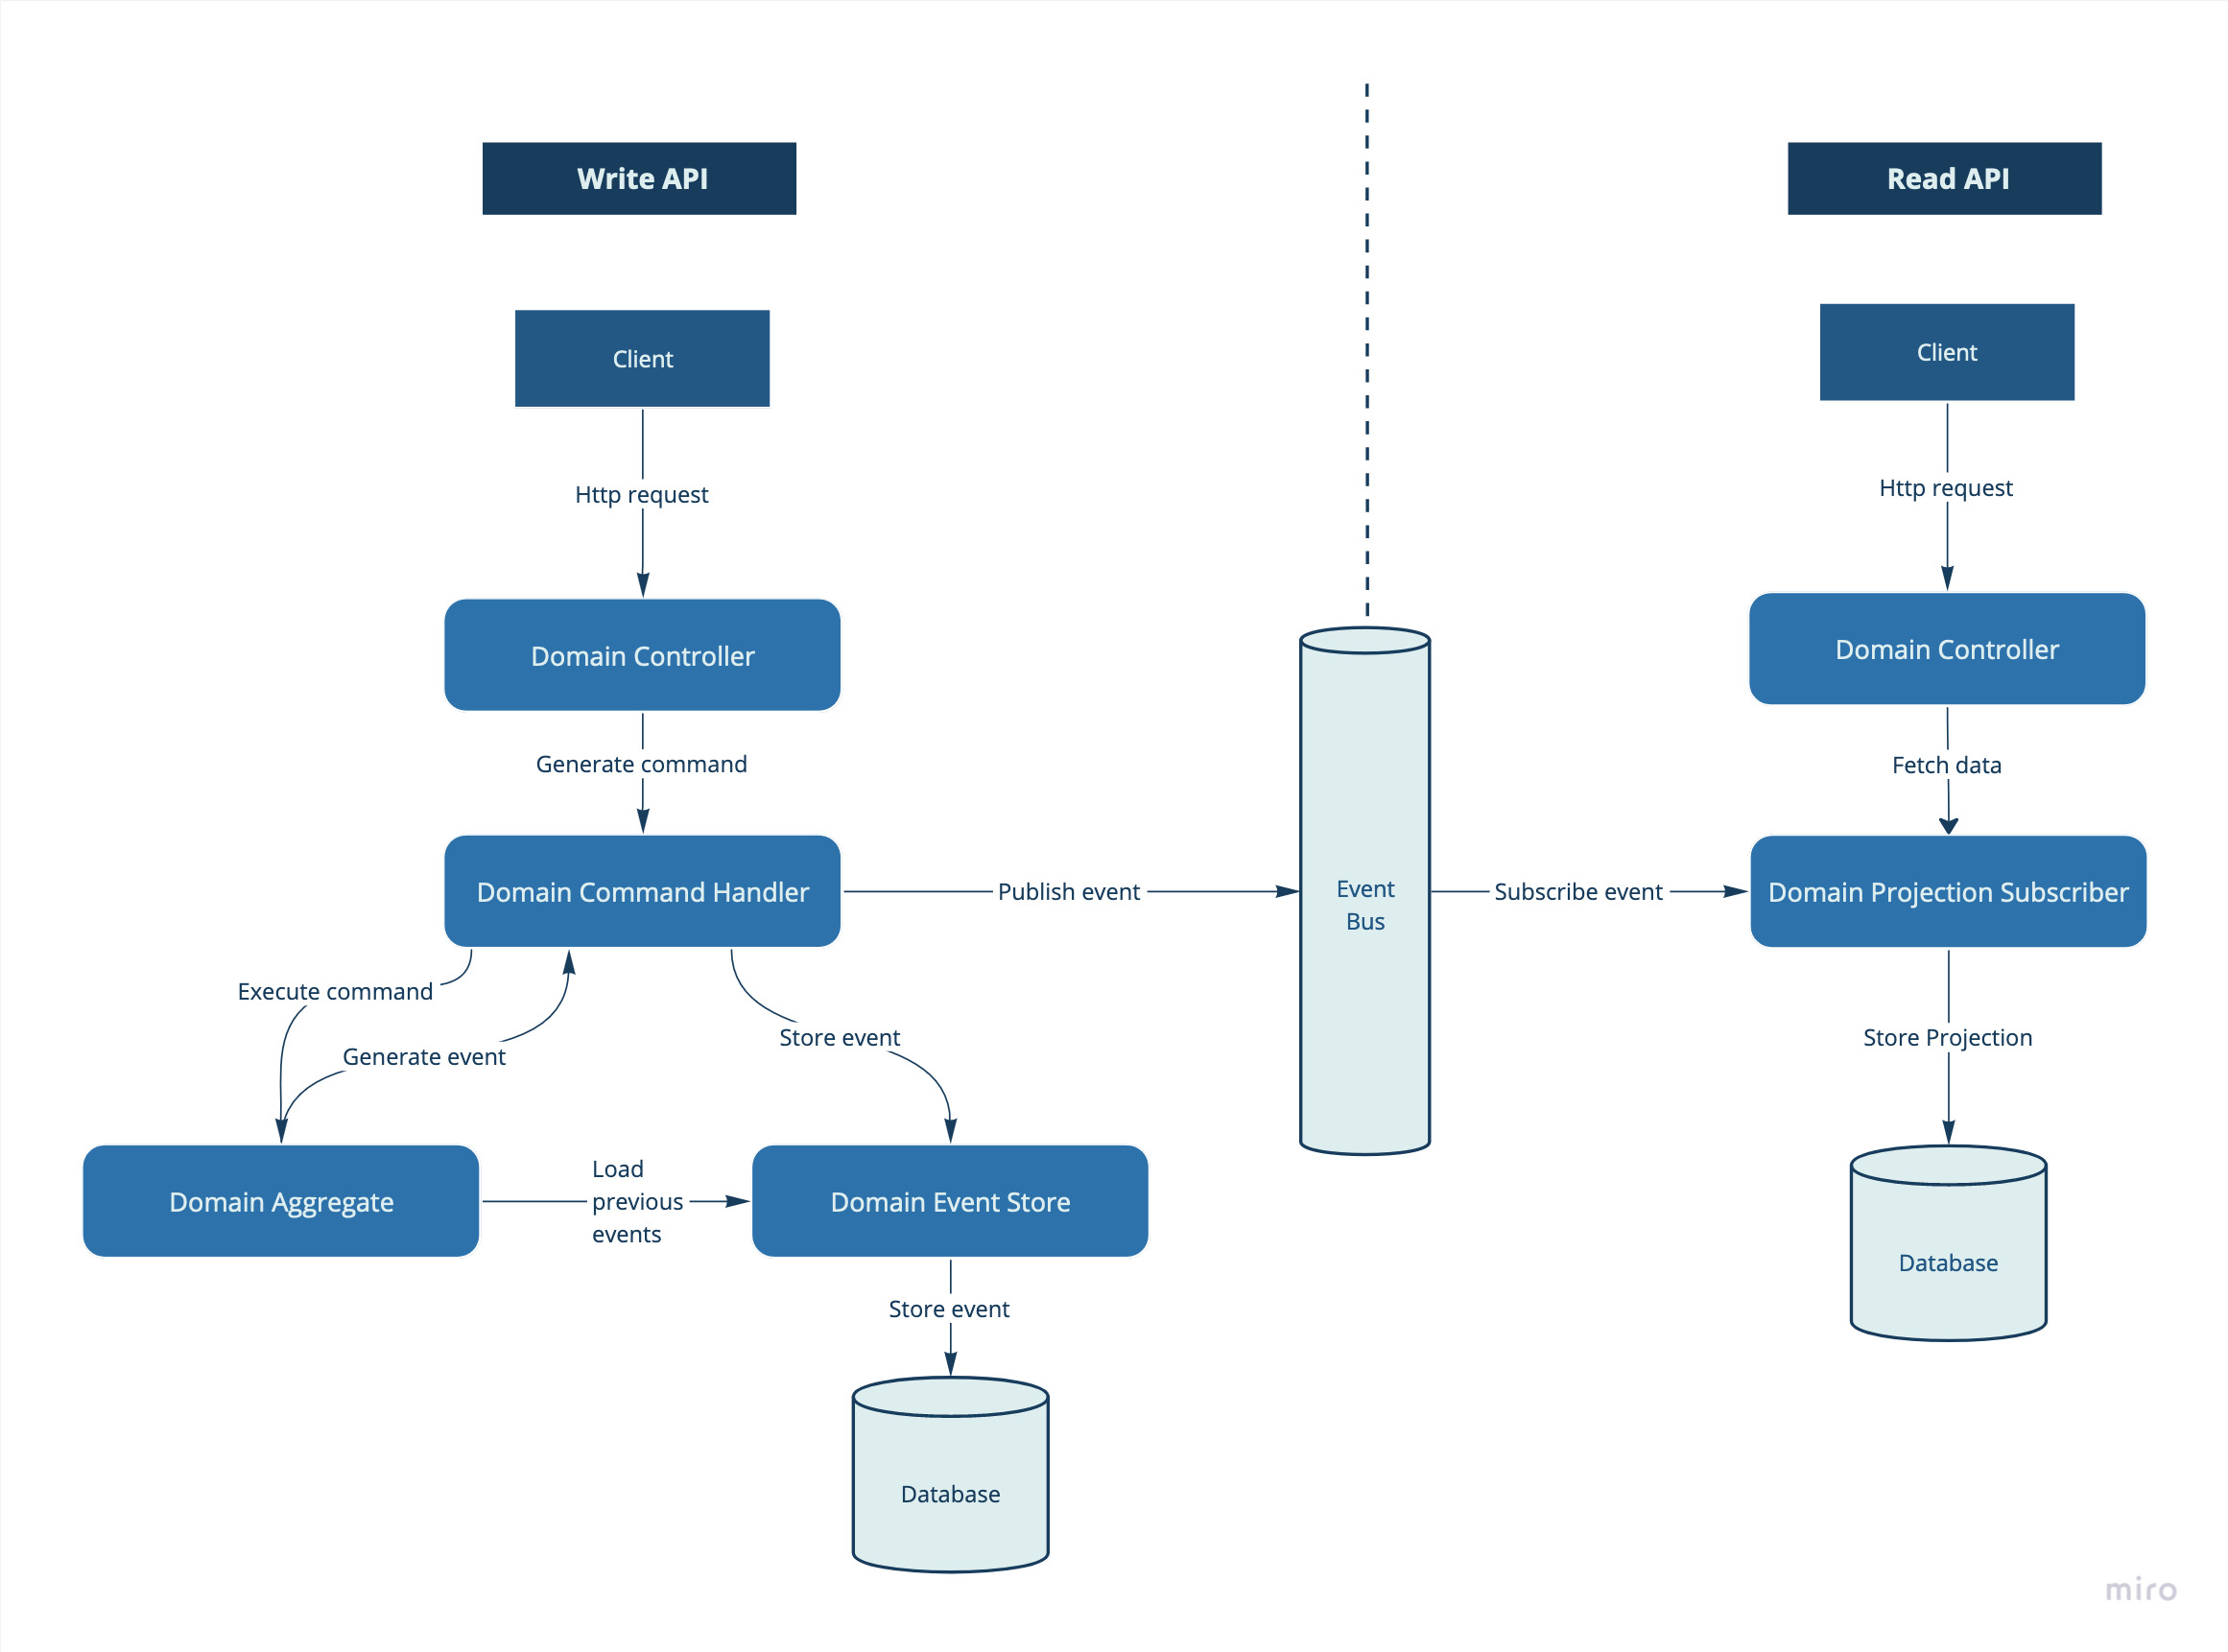 Write API
Read API
Client
Client
Http request
Http request
Domain Controller
Domain Controller
Generate command
Fetch data
Domain Command Handler
Publish event
Event
Bus
Subscribe event
Domain Projection Subscriber
Execute command
Generate event
Store event
Store Projection
Domain Aggregate
Load
previous
events
Domain Event Store
Database
Store event
Database
miro